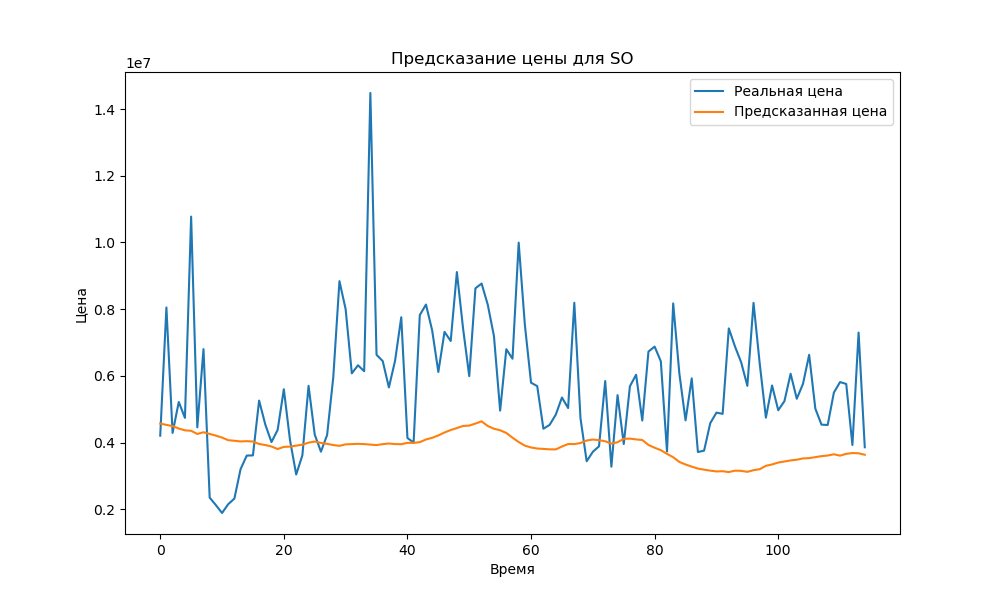 Предсказание цены для SO
1e7
Реальная цена
Предсказанная цена
1.4
1.2
1.0
0.8
0.6
0.4
0.2
Цена
0 20 40 60 80 100
Время